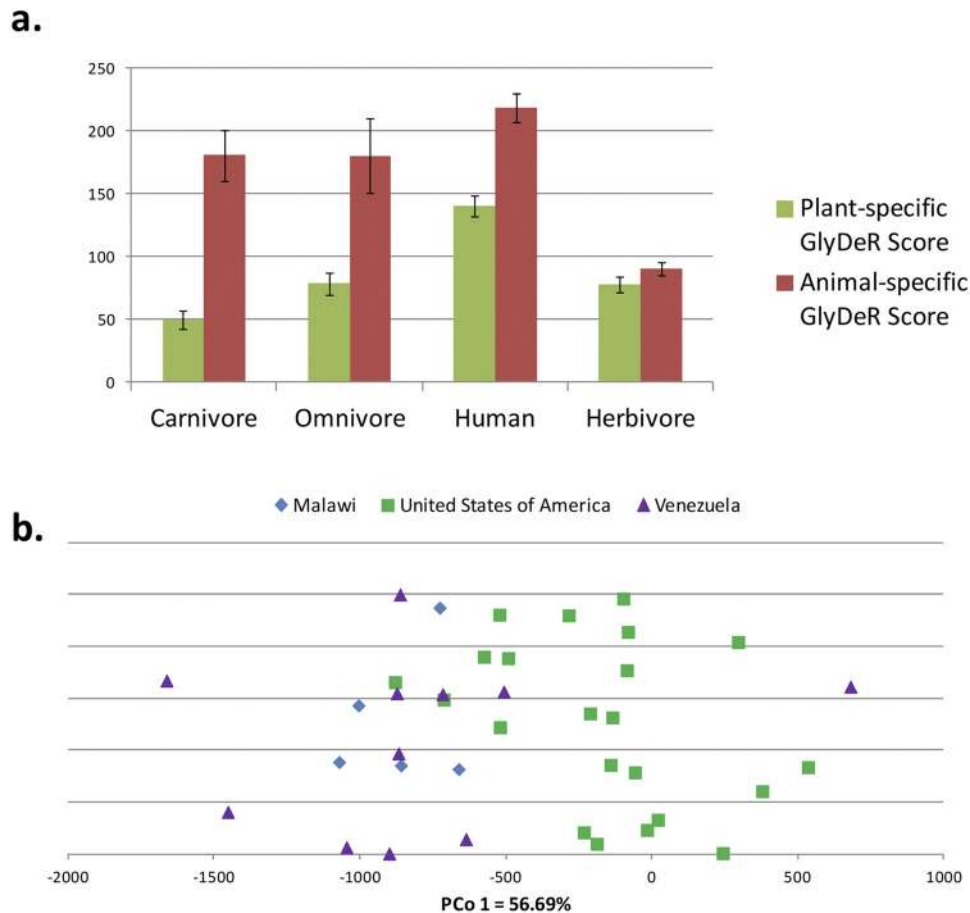 a.
250
200
150
100
50
0
Carnivore Omnivore Human Herbivore
Plant-specific
GlyDeR Score
Animal-specific
GlyDeR Score
Malawi United States of America Venezuela
b.
-2000 -1500 -1000 -500 0 500 1000
PCo 1 = 56.69%